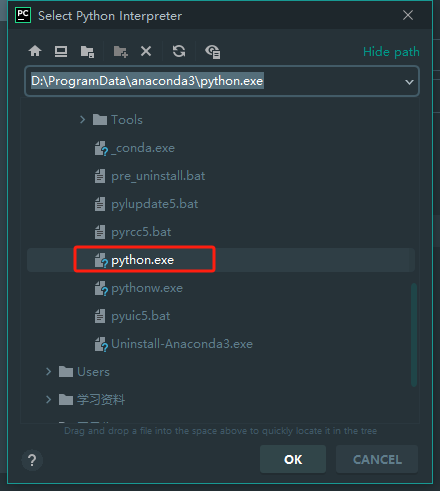 PC
Select Python Interpreter
Hide path
D:\ProgramData\anaconda3\python.exe
Tools
_conda.exe
pre_uninstall.bat
pylupdate5.bat
pyrcc5.bat
python.exe
pythonw.exe
pyuic5.bat
Uninstall-Anaconda3.exe
Users
学习资料
Drag and drop a file into the space above to quickly locate it in the tree
?
OK
CANCEL